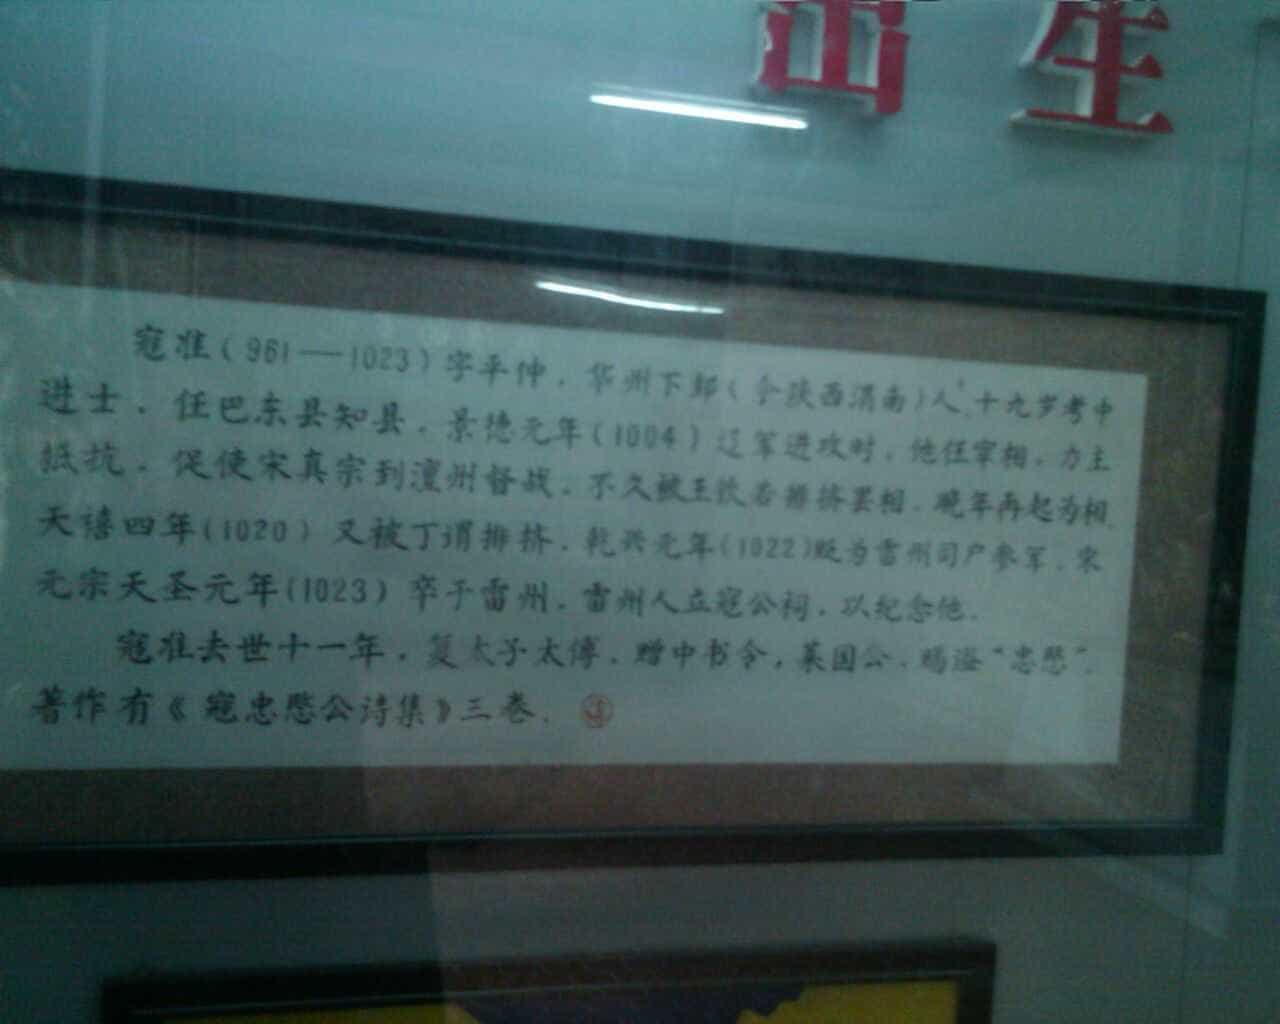 出生
寇准(961—1023)字平仲．华州下邽(今陕西渭南)人、十九岁考中
进士．任巴东县知县．景德元年(1004)辽军进攻时．他任宰相．力主
抵抗．促使宋真宗到澶州督战．不久被王钦若排挤罢相．晚年再起为相
天禧四年(1020)又被丁谓排挤．乾兴元年(1022)贬为雷州司户参军．宋
元宗天圣元年(1023)卒于雷州．雷州人立寇公祠．以纪念他．
寇准去世十一年．复太子太傅．赠中书令，莱国公．赐谥“忠愍”．
著作有《寇忠愍公诗集》三卷．